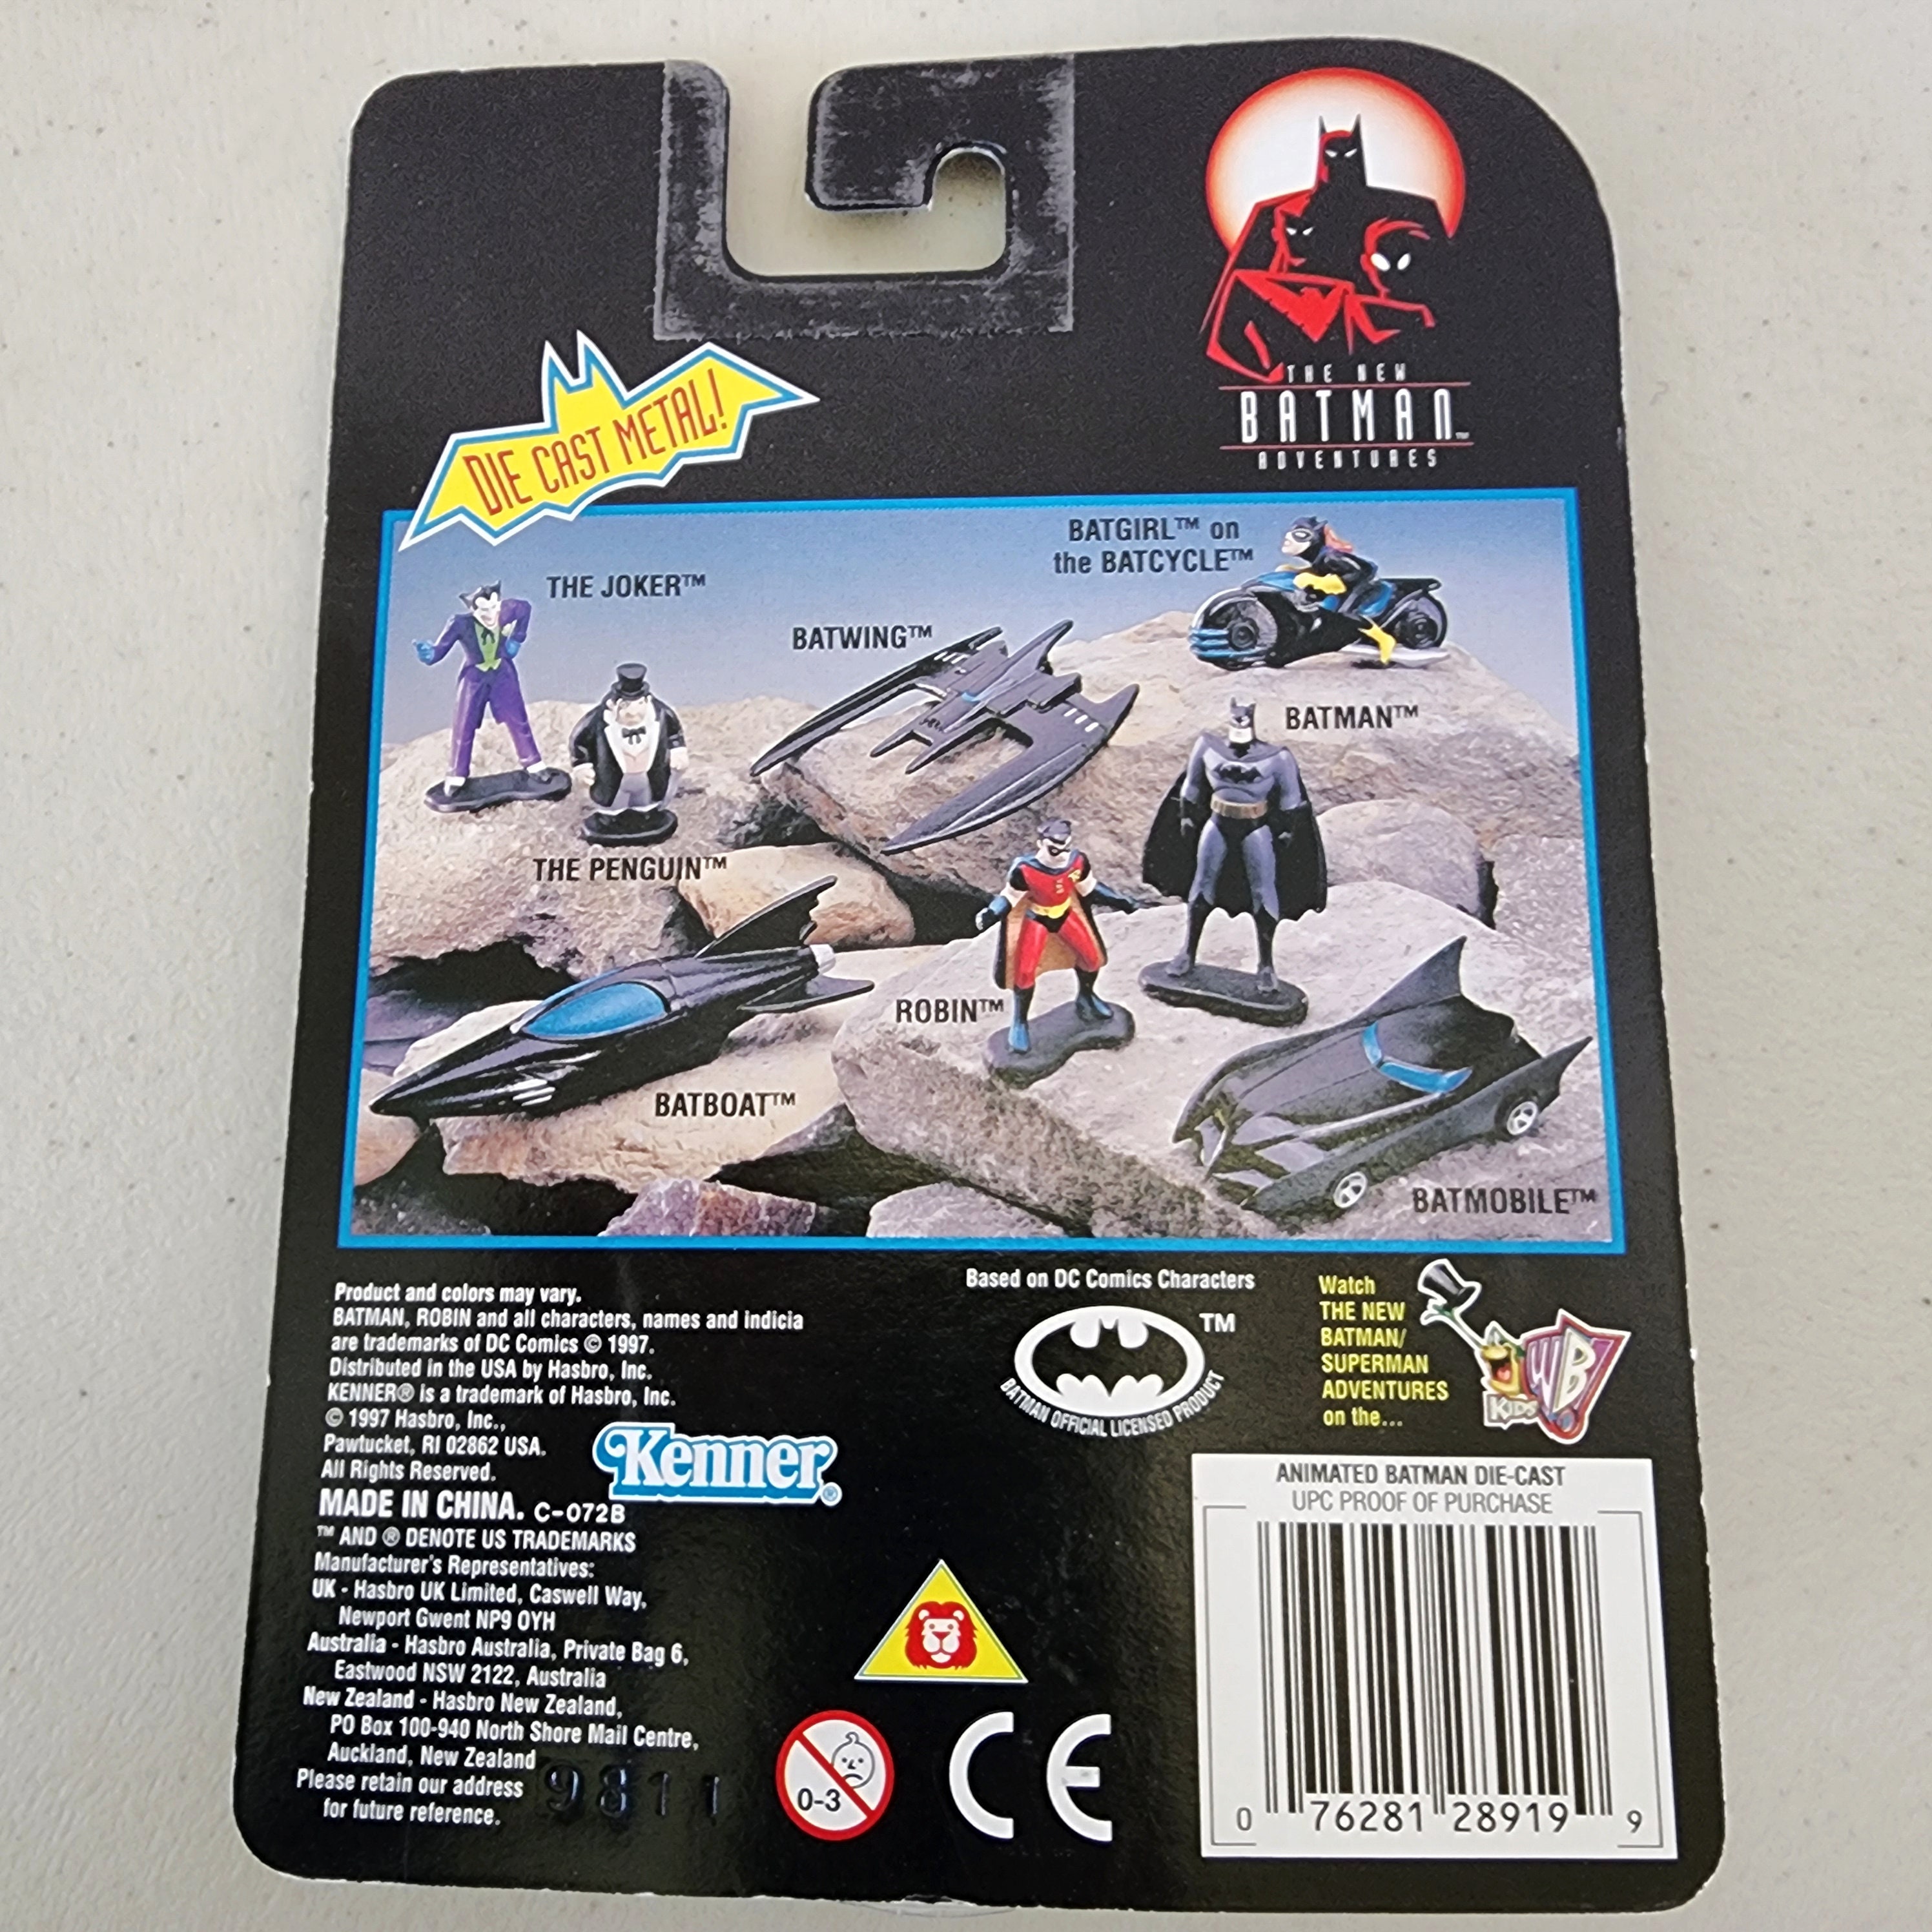 THE NEW
BATMAN™
ADVENTURES
DIE CAST METAL!
THE JOKER™
BATGIRL™ on
the BATCYCLE™
BATWING™
BATMAN™
THE PENGUIN™
ROBIN™
BATBOAT™
BATMOBILE™
Product and colors may vary.
BATMAN, ROBIN and all characters, names and indicia
are trademarks of DC Comics © 1997.
Distributed in the USA by Hasbro, Inc.
KENNER® is a trademark of Hasbro, Inc.
© 1997 Hasbro, Inc.,
Pawtucket, RI 02862 USA.
All Rights Reserved.
MADE IN CHINA. C-072B
™ AND ® DENOTE US TRADEMARKS
Manufacturer's Representatives:
UK - Hasbro UK Limited, Caswell Way,
Newport Gwent NP9 OYH
Australia - Hasbro Australia, Private Bag 6,
Eastwood NSW 2122, Australia
New Zealand - Hasbro New Zealand,
PO Box 100-940 North Shore Mail Centre,
Auckland, New Zealand
Please retain our address
for future reference.
9811
Kenner®
Based on DC Comics Characters
TM
BATMAN OFFICIAL LICENSED PRODUCT
Watch
THE NEW
BATMAN/
SUPERMAN
ADVENTURES
on the...
KIDS WB!
0-3
CE
ANIMATED BATMAN DIE-CAST
UPC PROOF OF PURCHASE
0 76281 28919 9